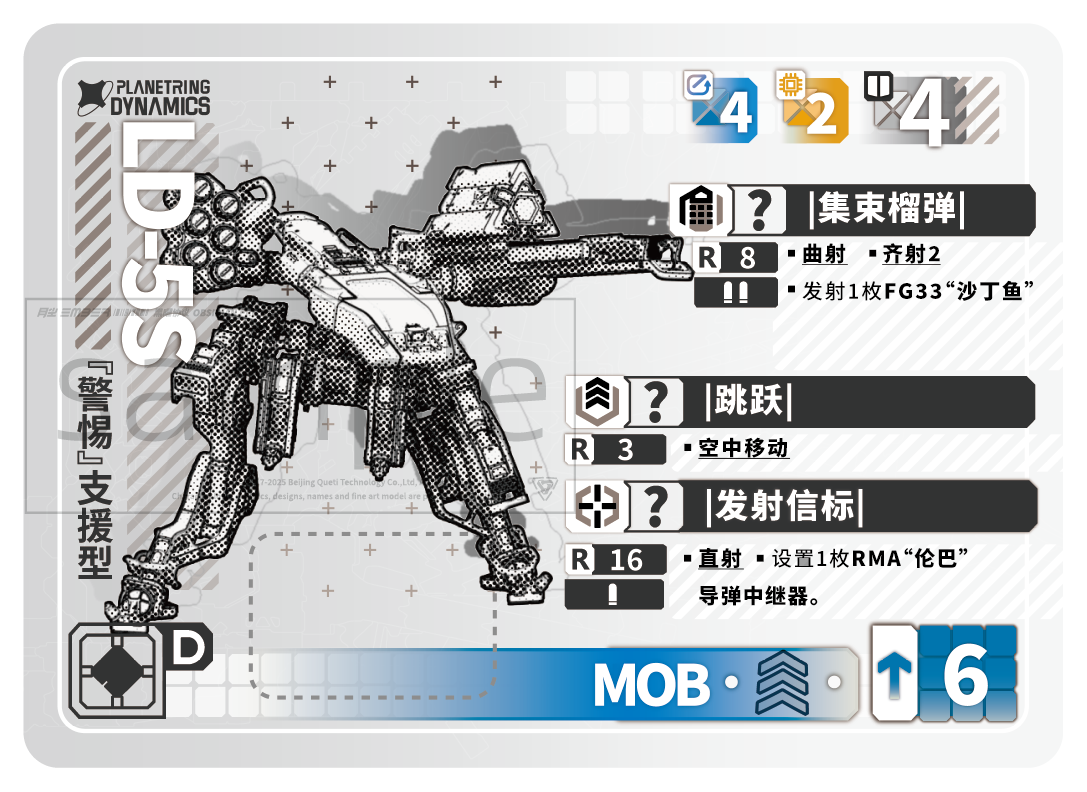 PLANETRING
DYNAMICS
LD-5S
『警惕』支援型
4
2
4
? |集束榴弹|
R 8 ▪曲射 ▪齐射2
▪发射1枚FG33“沙丁鱼”
? |跳跃|
R 3 ▪空中移动
? |发射信标|
R 16 ▪直射 ▪设置1枚RMA“伦巴”
导弹中继器。
sample
D
MOB
6